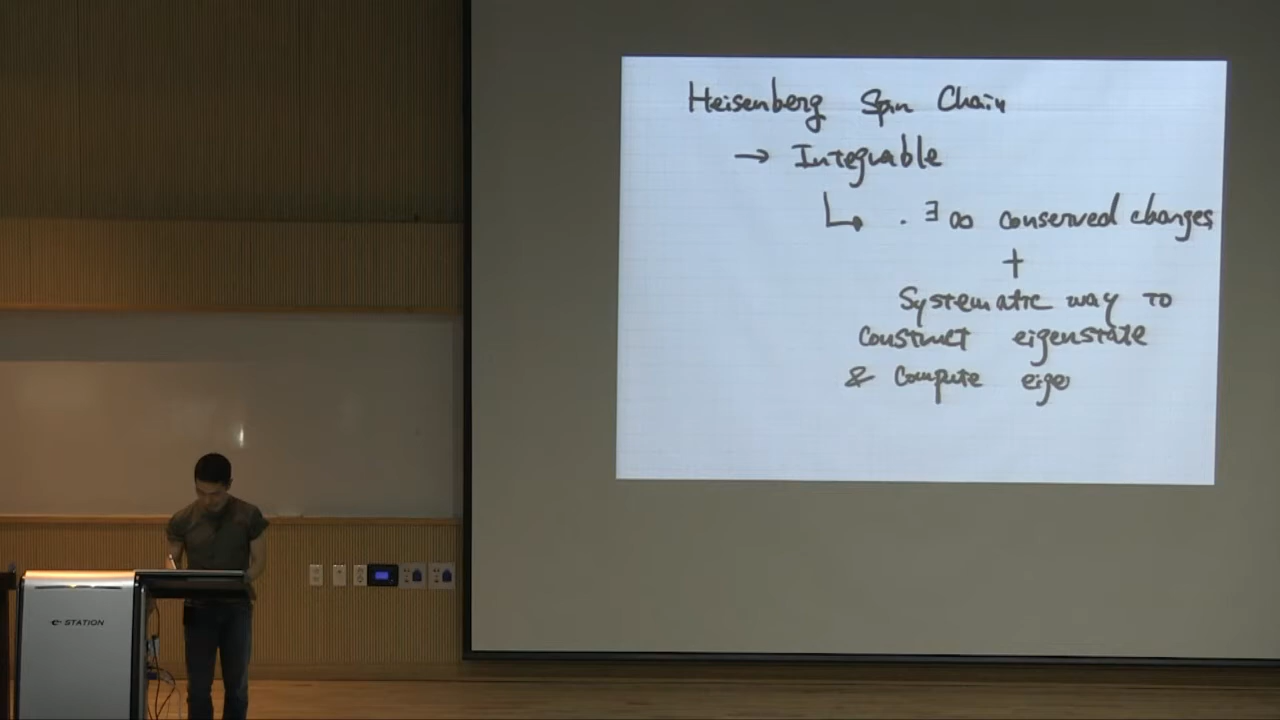 Heisenberg Spin Chain
→ Integrable
↳ . ∃ ∞ conserved charges
+
Systematic way to
construct eigenstate
& compute eige
e-STATION